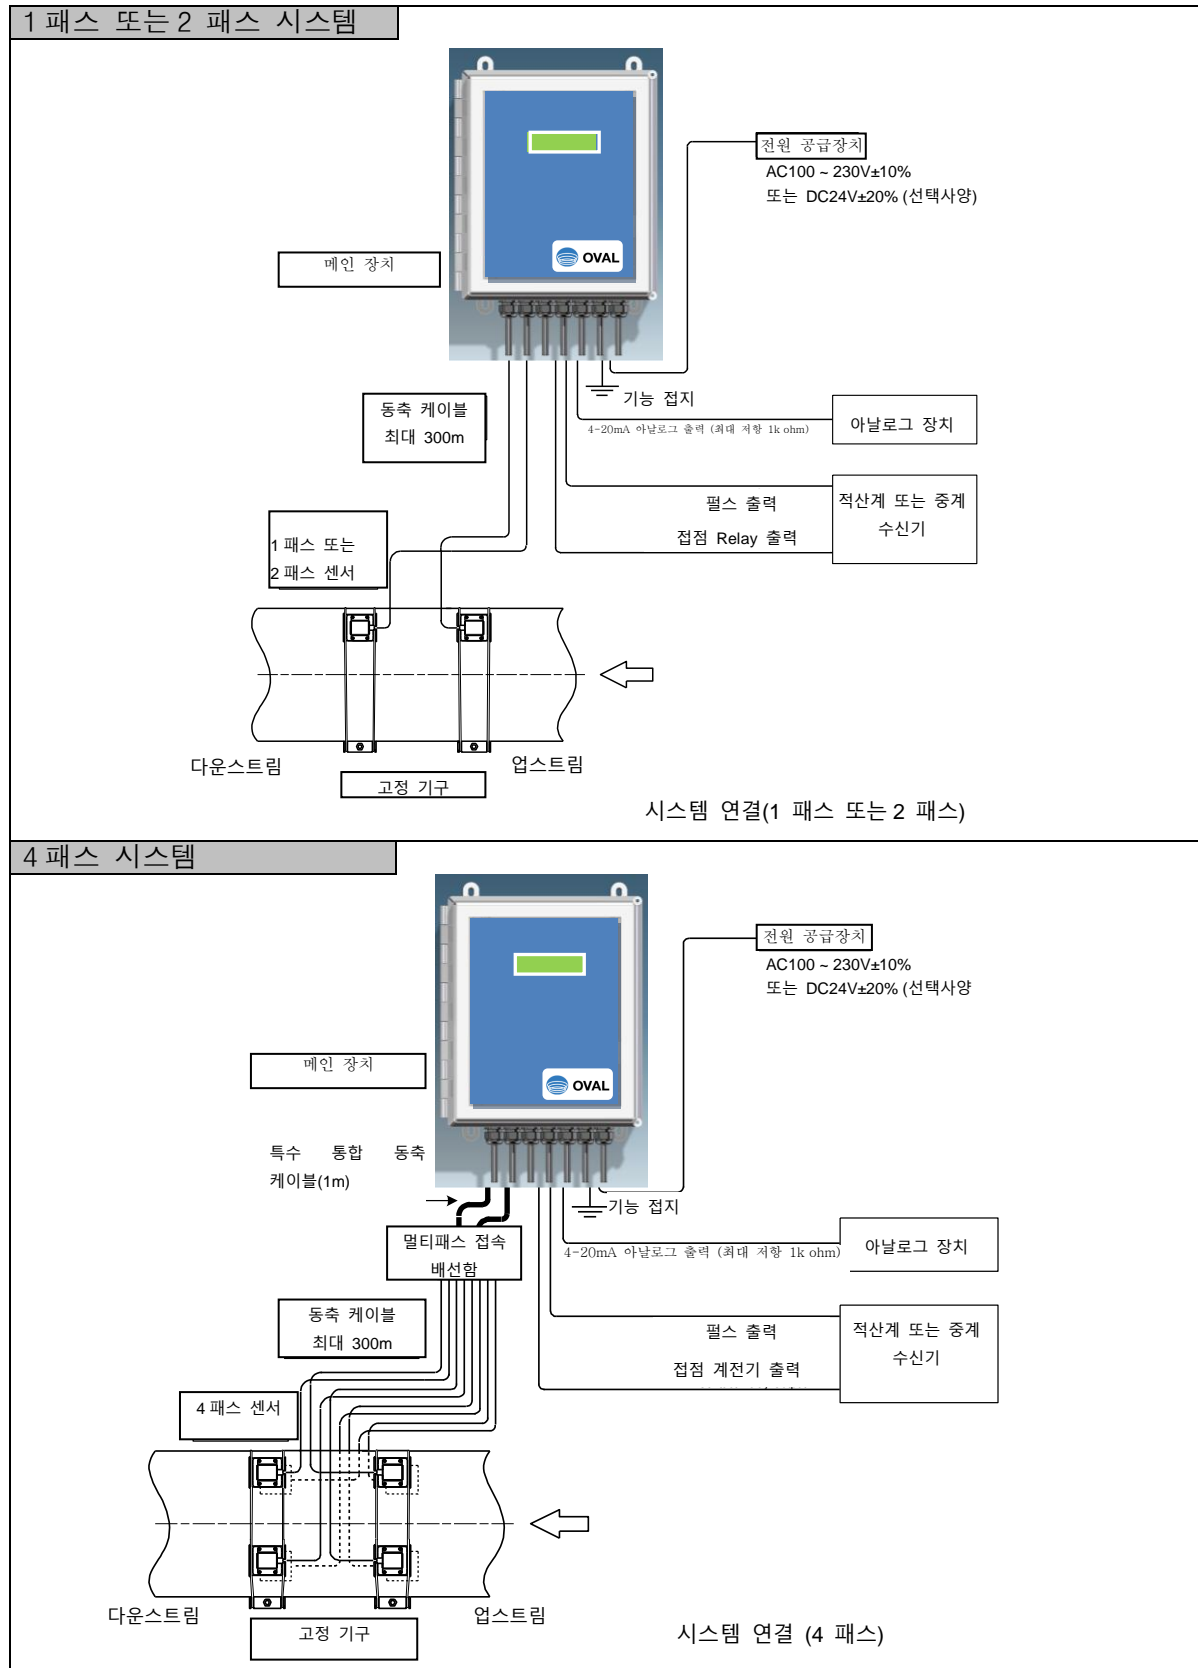 1 패스 또는 2 패스 시스템
전원 공급장치
AC100 ~ 230V±10%
또는 DC24V±20% (선택사양)
OVAL
메인 장치
기능 접지
동축 케이블
최대 300m
4-20mA 아날로그 출력 (최대 저항 1k ohm)
아날로그 장치
펄스 출력
적산계 또는 중계
수신기
접점 Relay 출력
1 패스 또는
2 패스 센서
다운스트림
업스트림
고정 기구
시스템 연결(1 패스 또는 2 패스)
4 패스 시스템
전원 공급장치
AC100 ~ 230V±10%
또는 DC24V±20% (선택사양
메인 장치
OVAL
특수 통합 동축
케이블(1m)
기능 접지
멀티패스 접속
배선함
4-20mA 아날로그 출력 (최대 저항 1k ohm)
아날로그 장치
동축 케이블
최대 300m
펄스 출력
적산계 또는 중계
수신기
접점 계전기 출력
4 패스 센서
다운스트림
업스트림
고정 기구
시스템 연결 (4 패스)